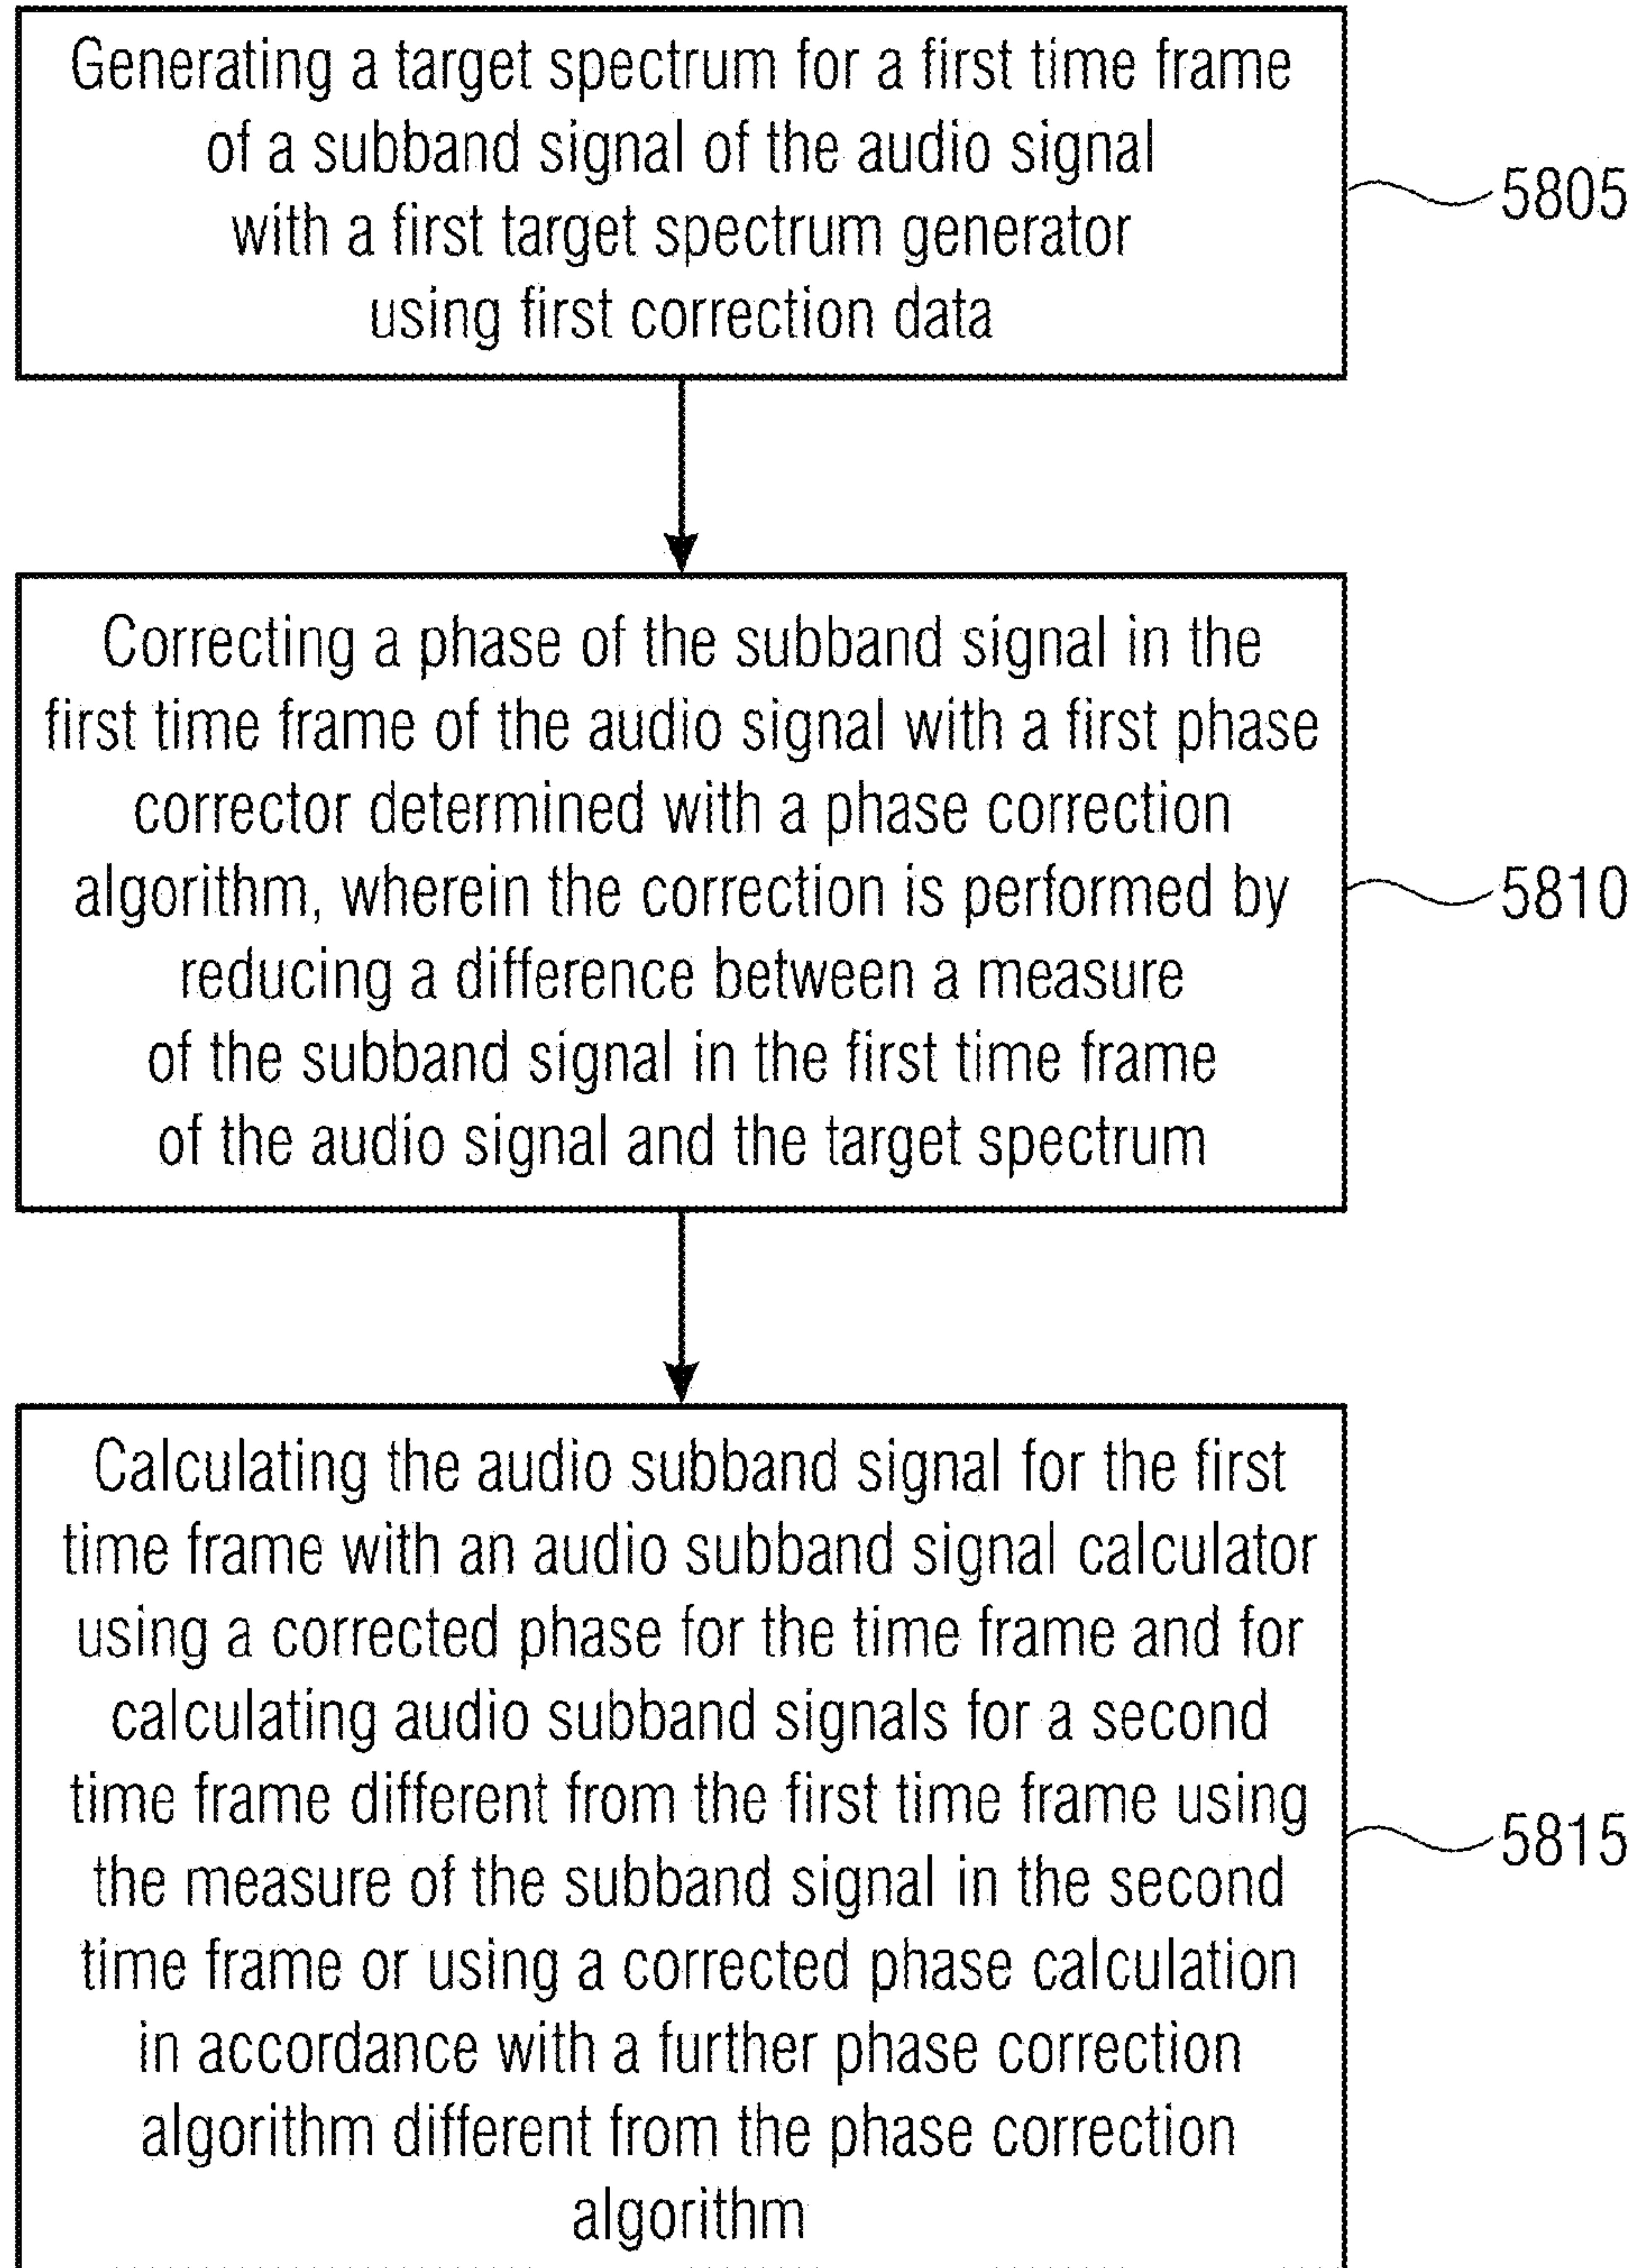 Generating a target spectrum for a first time frame
of a subband signal of the audio signal
with a first target spectrum generator
using first correction data
5805
Correcting a phase of the subband signal in the
first time frame of the audio signal with a first phase
corrector determined with a phase correction
algorithm, wherein the correction is performed by
reducing a difference between a measure
of the subband signal in the first time frame
of the audio signal and the target spectrum
5810
Calculating the audio subband signal for the first
time frame with an audio subband signal calculator
using a corrected phase for the time frame and for
calculating audio subband signals for a second
time frame different from the first time frame using
the measure of the subband signal in the second
time frame or using a corrected phase calculation
in accordance with a further phase correction
algorithm different from the phase correction
algorithm
5815